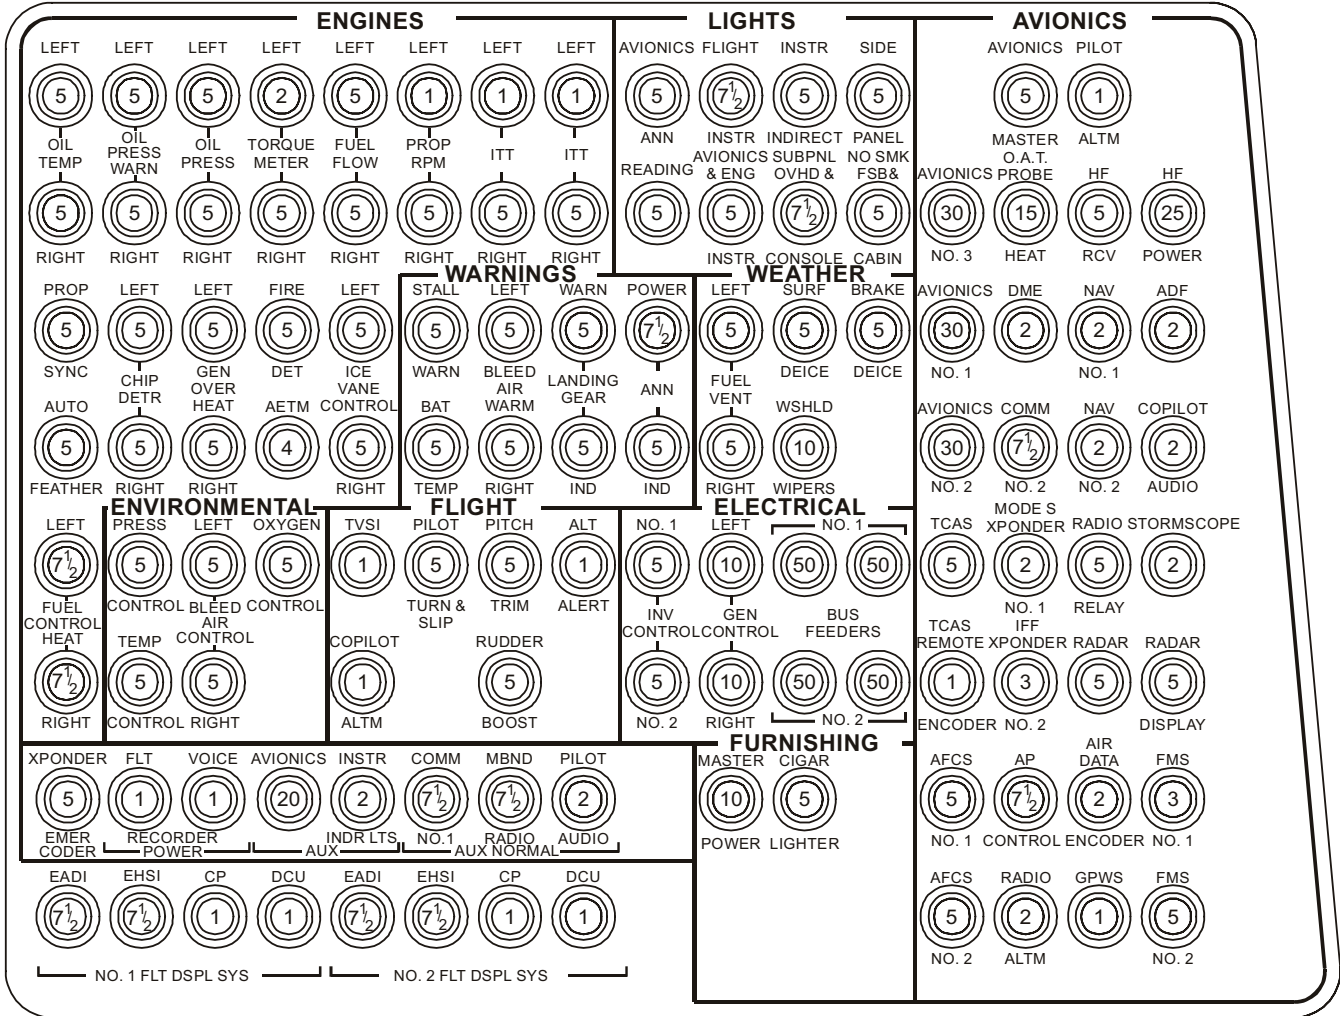 ENGINES LIGHTS AVIONICS
LEFT LEFT LEFT LEFT LEFT LEFT LEFT LEFT AVIONICS FLIGHT INSTR SIDE AVIONICS PILOT
5 5 5 2 5 1 1 1 5 7½ 5 5 5 1
OIL TEMP OIL PRESS WARN OIL PRESS TORQUE METER FUEL FLOW PROP RPM ITT ITT ANN INSTR INDIRECT PANEL MASTER ALTM
READING AVIONICS & ENG SUBPNL OVHD & NO SMK FSB& AVIONICS O.A.T. PROBE HF HF
5 5 5 5 5 5 5 5 5 5 7½ 5 30 15 5 25
RIGHT RIGHT RIGHT RIGHT RIGHT RIGHT RIGHT RIGHT INSTR CONSOLE CABIN NO. 3 HEAT RCV POWER
WARNINGS WEATHER
PROP LEFT LEFT FIRE LEFT STALL LEFT WARN POWER LEFT SURF BRAKE AVIONICS DME NAV ADF
5 5 5 5 5 5 5 5 7½ 5 5 5 30 2 2 2
SYNC CHIP DETR GEN OVER HEAT DET ICE VANE CONTROL WARN BLEED AIR WARM LANDING GEAR ANN FUEL VENT DEICE DEICE NO. 1 NO. 1
AUTO AETM BAT WSHLD AVIONICS COMM NAV COPILOT
5 5 5 4 5 5 5 5 5 5 10 30 7½ 2 2
FEATHER RIGHT RIGHT RIGHT TEMP RIGHT IND IND RIGHT WIPERS NO. 2 NO. 2 NO. 2 AUDIO
ENVIRONMENTAL FLIGHT ELECTRICAL
LEFT PRESS LEFT OXYGEN TVSI PILOT PITCH ALT NO. 1 LEFT NO. 1 TCAS MODE S XPONDER RADIO STORMSCOPE
7½ 5 5 5 1 5 5 1 5 10 50 50 5 2 5 2
FUEL CONTROL HEAT CONTROL BLEED AIR CONTROL CONTROL TURN & SLIP TRIM ALERT INV CONTROL GEN CONTROL BUS FEEDERS NO. 1 RELAY
TEMP COPILOT RUDDER TCAS REMOTE IFF XPONDER RADAR RADAR
7½ 5 5 1 5 5 10 50 50 1 3 5 5
RIGHT CONTROL RIGHT ALTM BOOST NO. 2 RIGHT NO. 2 ENCODER NO. 2 DISPLAY
FURNISHING
XPONDER FLT VOICE AVIONICS INSTR COMM MBND PILOT MASTER CIGAR AFCS AP AIR DATA FMS
5 1 1 20 2 7½ 7½ 2 10 5 5 7½ 2 3
EMER CODER RECORDER POWER AUX INDR LTS NO.1 RADIO AUDIO AUX NORMAL POWER LIGHTER NO. 1 CONTROL ENCODER NO. 1
EADI EHSI CP DCU EADI EHSI CP DCU AFCS RADIO GPWS FMS
7½ 7½ 1 1 7½ 7½ 1 1 5 2 1 5
NO. 2 ALTM NO. 2
NO. 1 FLT DSPL SYS NO. 2 FLT DSPL SYS